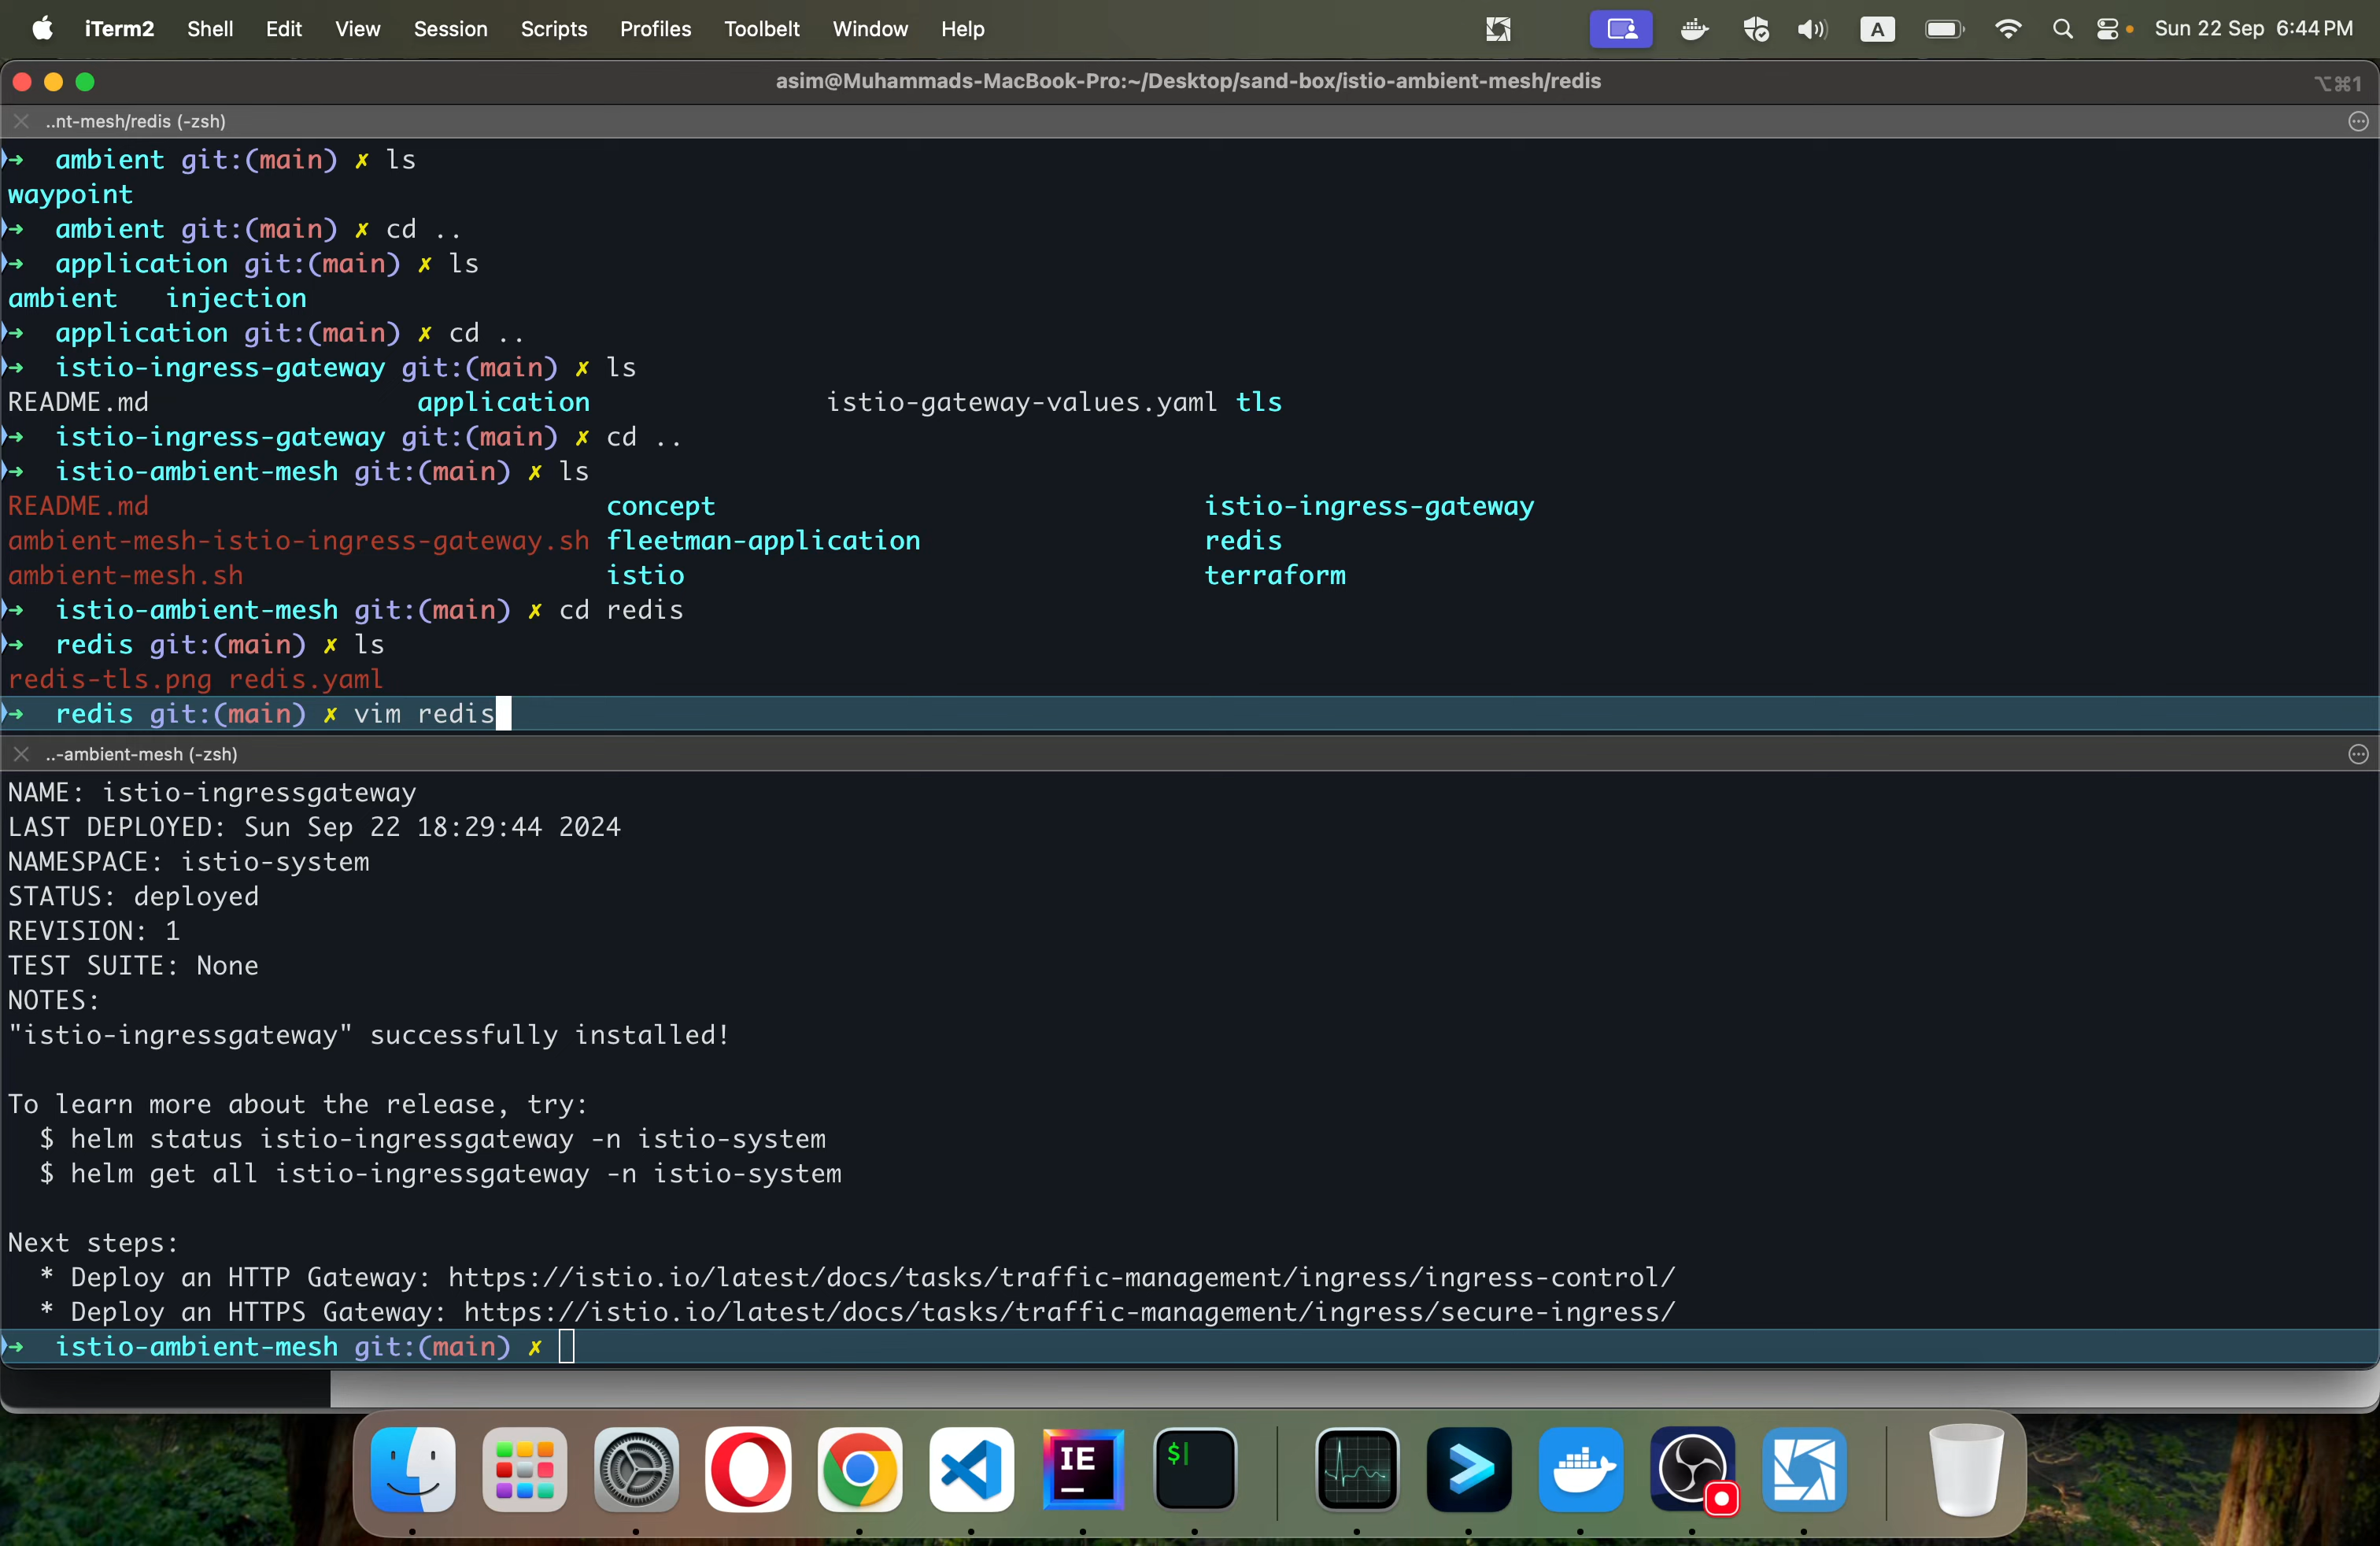 iTerm2 Shell Edit View Session Scripts Profiles Toolbelt Window Help A Sun 22 Sep 6:44 PM
asim@Muhammads-MacBook-Pro:~/Desktop/sand-box/istio-ambient-mesh/redis ⌥⌘1
..nt-mesh/redis (-zsh)
➜ ambient git:(main) ✗ ls
waypoint
➜ ambient git:(main) ✗ cd ..
➜ application git:(main) ✗ ls
ambient injection
➜ application git:(main) ✗ cd ..
➜ istio-ingress-gateway git:(main) ✗ ls
README.md application istio-gateway-values.yaml tls
➜ istio-ingress-gateway git:(main) ✗ cd ..
➜ istio-ambient-mesh git:(main) ✗ ls
README.md concept istio-ingress-gateway
ambient-mesh-istio-ingress-gateway.sh fleetman-application redis
ambient-mesh.sh istio terraform
➜ istio-ambient-mesh git:(main) ✗ cd redis
➜ redis git:(main) ✗ ls
redis-tls.png redis.yaml
➜ redis git:(main) ✗ vim redis
..-ambient-mesh (-zsh)
NAME: istio-ingressgateway
LAST DEPLOYED: Sun Sep 22 18:29:44 2024
NAMESPACE: istio-system
STATUS: deployed
REVISION: 1
TEST SUITE: None
NOTES:
"istio-ingressgateway" successfully installed!
To learn more about the release, try:
$ helm status istio-ingressgateway -n istio-system
$ helm get all istio-ingressgateway -n istio-system
Next steps:
* Deploy an HTTP Gateway: https://istio.io/latest/docs/tasks/traffic-management/ingress/ingress-control/
* Deploy an HTTPS Gateway: https://istio.io/latest/docs/tasks/traffic-management/ingress/secure-ingress/
➜ istio-ambient-mesh git:(main) ✗
IE
$